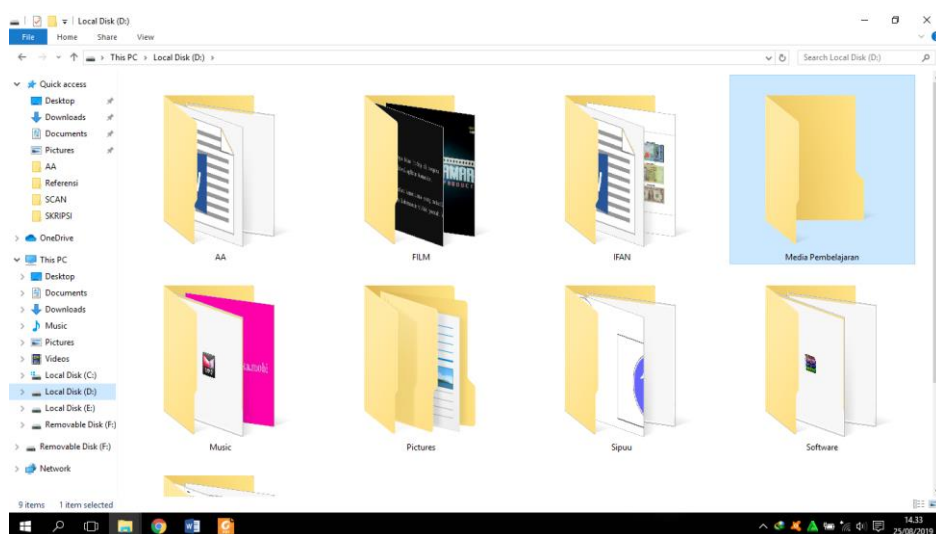 Local Disk (D:)
File Home Share View
This PC Local Disk (D:)
Search Local Disk (D:)
Quick access
Desktop
Downloads
Documents
Pictures
AA
Referensi
SCAN
SKRIPSI
OneDrive
This PC
Desktop
Documents
Downloads
Music
Pictures
Videos
Local Disk (C:)
Local Disk (D:)
Local Disk (E:)
Removable Disk (F:)
Removable Disk (F:)
Network
AA FILM IFAN Media Pembelajaran
Music Pictures Sipuu Software
9 items 1 item selected
14.33
25/08/2019